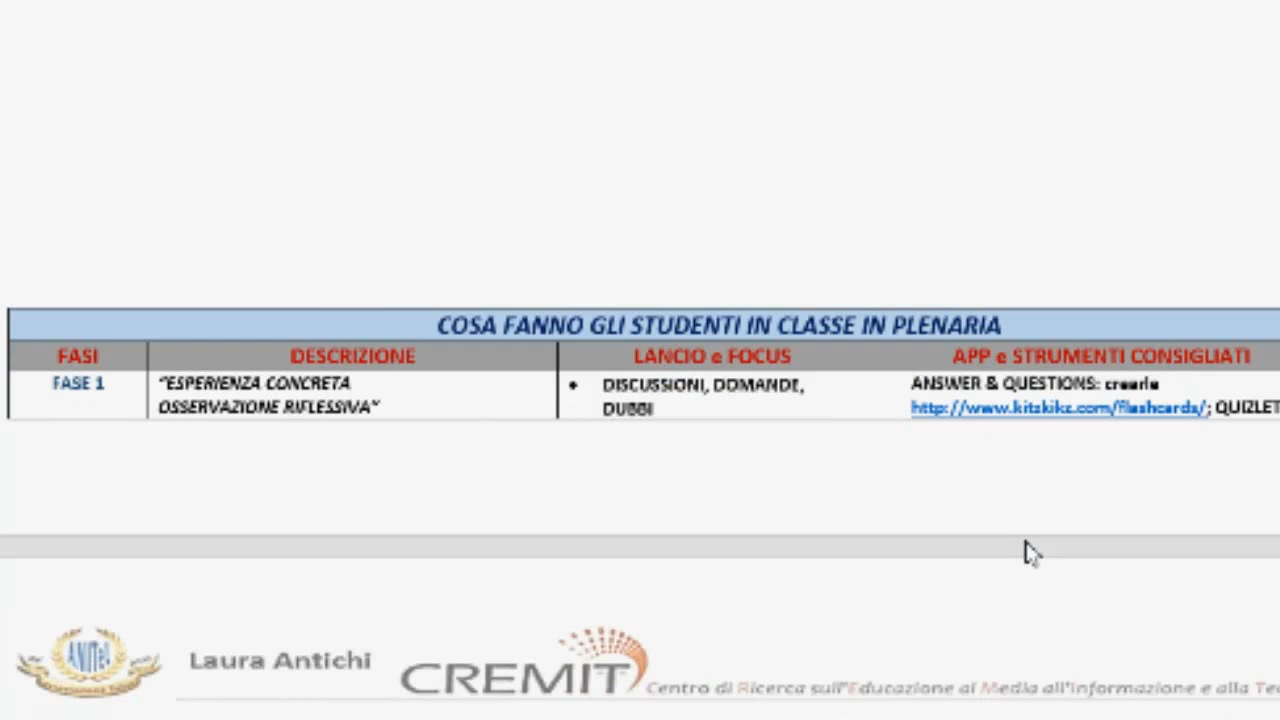 COSA FANNO GLI STUDENTI IN CLASSE IN PLENARIA
FASI DESCRIZIONE LANCIO e FOCUS APP e STRUMENTI CONSIGLIATI
FASE 1 "ESPERIENZA CONCRETA • DISCUSSIONI, DOMANDE, ANSWER & QUESTIONS: crearle
OSSERVAZIONE RIFLESSIVA" DUBBI http://www.kitzkikz.com/flashcards/; QUIZLET
ANITeL
Laura Antichi
CREMIT
Centro di Ricerca sull'Educazione ai Media all'Informazione e alla Te